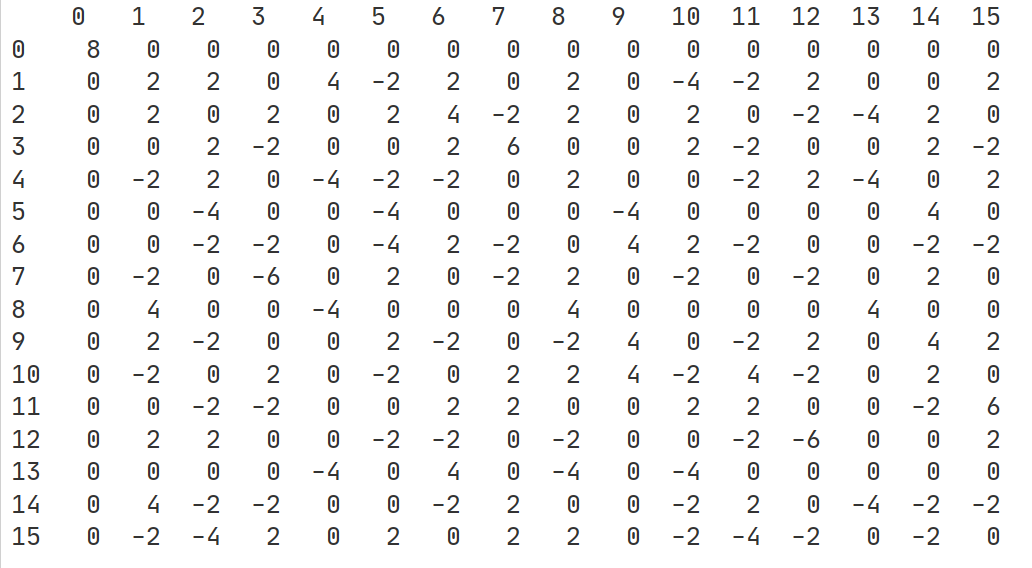 0 1 2 3 4 5 6 7 8 9 10 11 12 13 14 15
0 8 0 0 0 0 0 0 0 0 0 0 0 0 0 0 0
1 0 2 2 0 4 -2 2 0 2 0 -4 -2 2 0 0 2
2 0 2 0 2 0 2 4 -2 2 0 2 0 -2 -4 2 0
3 0 0 2 -2 0 0 2 6 0 0 2 -2 0 0 2 -2
4 0 -2 2 0 -4 -2 -2 0 2 0 0 -2 2 -4 0 2
5 0 0 -4 0 0 -4 0 0 0 -4 0 0 0 0 4 0
6 0 0 -2 -2 0 -4 2 -2 0 4 2 -2 0 0 -2 -2
7 0 -2 0 -6 0 2 0 -2 2 0 -2 0 -2 0 2 0
8 0 4 0 0 -4 0 0 0 4 0 0 0 0 4 0 0
9 0 2 -2 0 0 2 -2 0 -2 4 0 -2 2 0 4 2
10 0 -2 0 2 0 -2 0 2 2 4 -2 4 -2 0 2 0
11 0 0 -2 -2 0 0 2 2 0 0 2 2 0 0 -2 6
12 0 2 2 0 0 -2 -2 0 -2 0 0 -2 -6 0 0 2
13 0 0 0 0 -4 0 4 0 -4 0 -4 0 0 0 0 0
14 0 4 -2 -2 0 0 -2 2 0 0 -2 2 0 -4 -2 -2
15 0 -2 -4 2 0 2 0 2 2 0 -2 -4 -2 0 -2 0